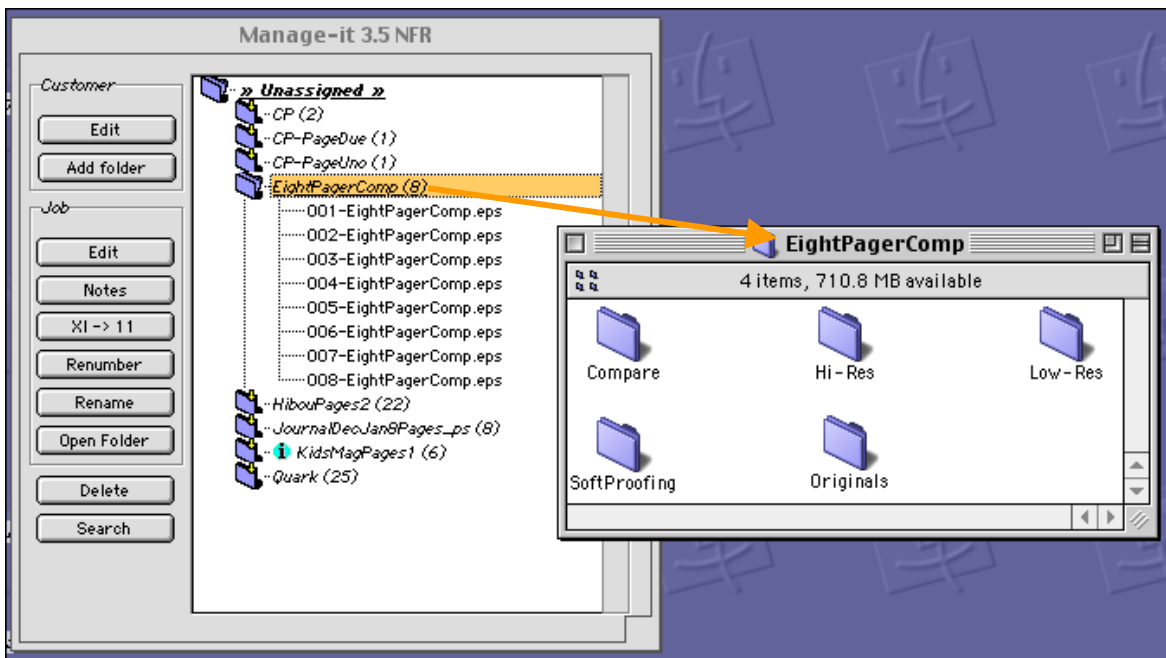 Manage-it 3.5 NFR
Customer
Edit
Add folder
Job
Edit
Notes
XI -> 11
Renumber
Rename
Open Folder
Delete
Search
» Unassigned »
CP (2)
CP-PageDue (1)
CP-PageUno (1)
EightPagerComp (8)
001-EightPagerComp.eps
002-EightPagerComp.eps
003-EightPagerComp.eps
004-EightPagerComp.eps
005-EightPagerComp.eps
006-EightPagerComp.eps
007-EightPagerComp.eps
008-EightPagerComp.eps
HibouPages2 (22)
JournalDecJan8Pages_ps (8)
KidsMagPages1 (6)
Quark (25)
EightPagerComp
4 items, 710.8 MB available
Compare
Hi-Res
Low-Res
SoftProofing
Originals